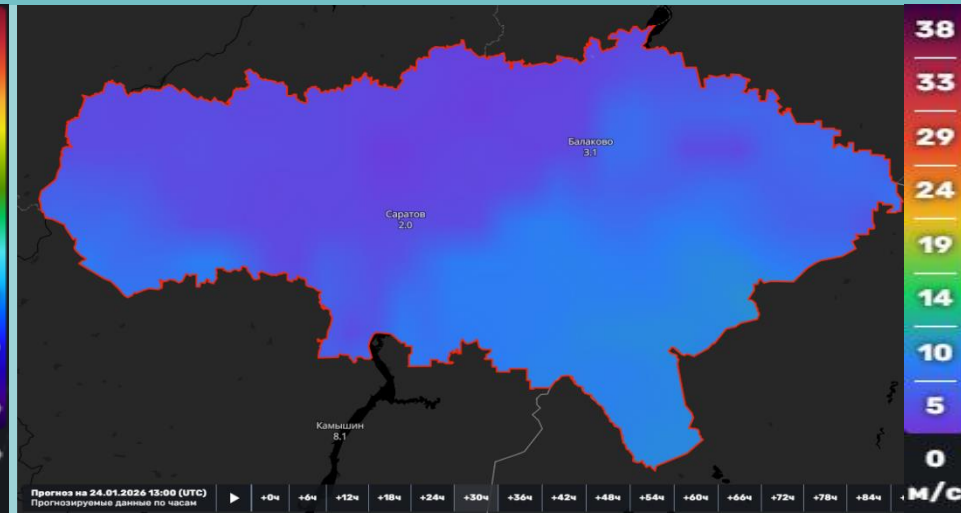 38
33
29
24
19
14
10
5
0
м/с
Балаково
3.1
Саратов
2.0
Камышин
8.1
Прогноз на 24.01.2026 13:00 (UTC)
Прогнозируемые данные по часам
+0ч +6ч +12ч +18ч +24ч +30ч +36ч +42ч +48ч +54ч +60ч +66ч +72ч +78ч +84ч